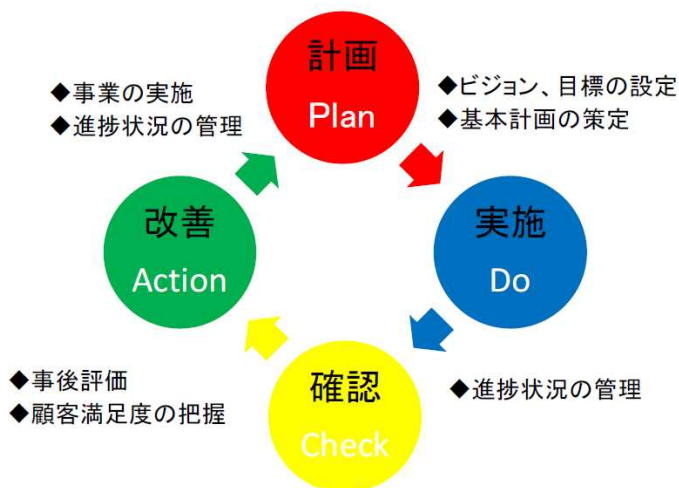 計画
Plan
◆ビジョン、目標の設定
◆基本計画の策定
実施
Do
◆進捗状況の管理
確認
Check
◆事後評価
◆顧客満足度の把握
改善
Action
◆事業の実施
◆進捗状況の管理